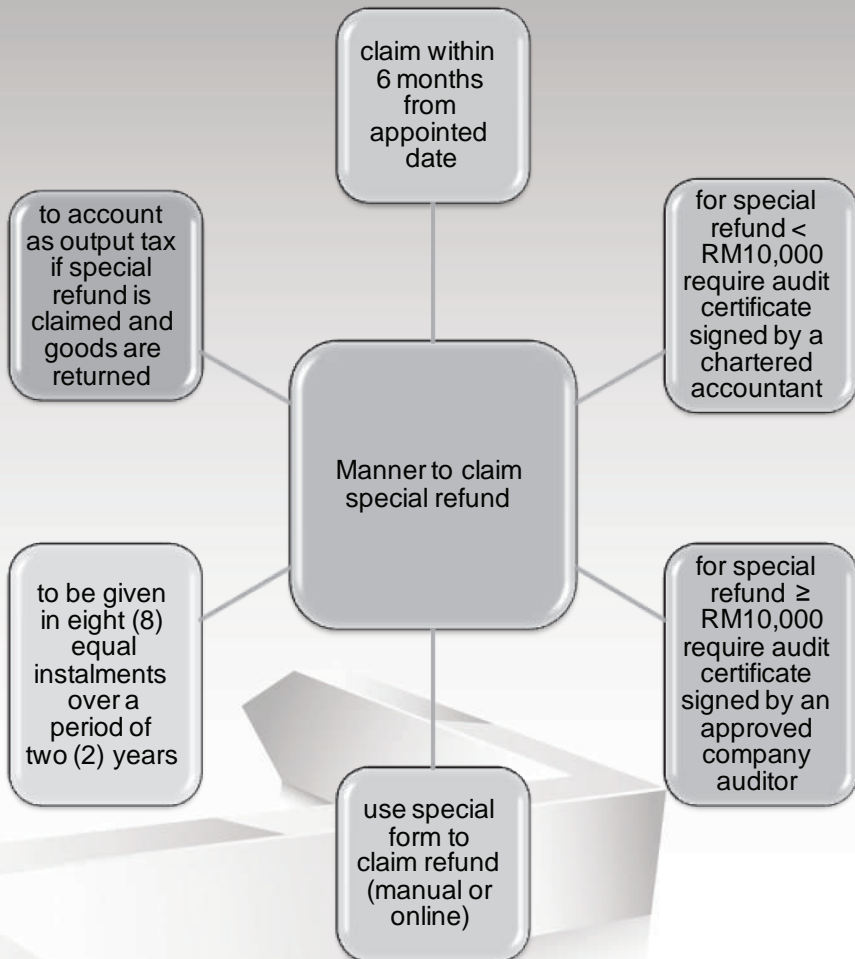 claim within
6 months
from
appointed
date
for special
refund <
RM10,000
require audit
certificate
signed by a
chartered
accountant
for special
refund ≥
RM10,000
require audit
certificate
signed by an
approved
company
auditor
use special
form to
claim refund
(manual or
online)
to be given
in eight (8)
equal
instalments
over a
period of
two (2) years
to account
as output tax
if special
refund is
claimed and
goods are
returned
Manner to claim
special refund